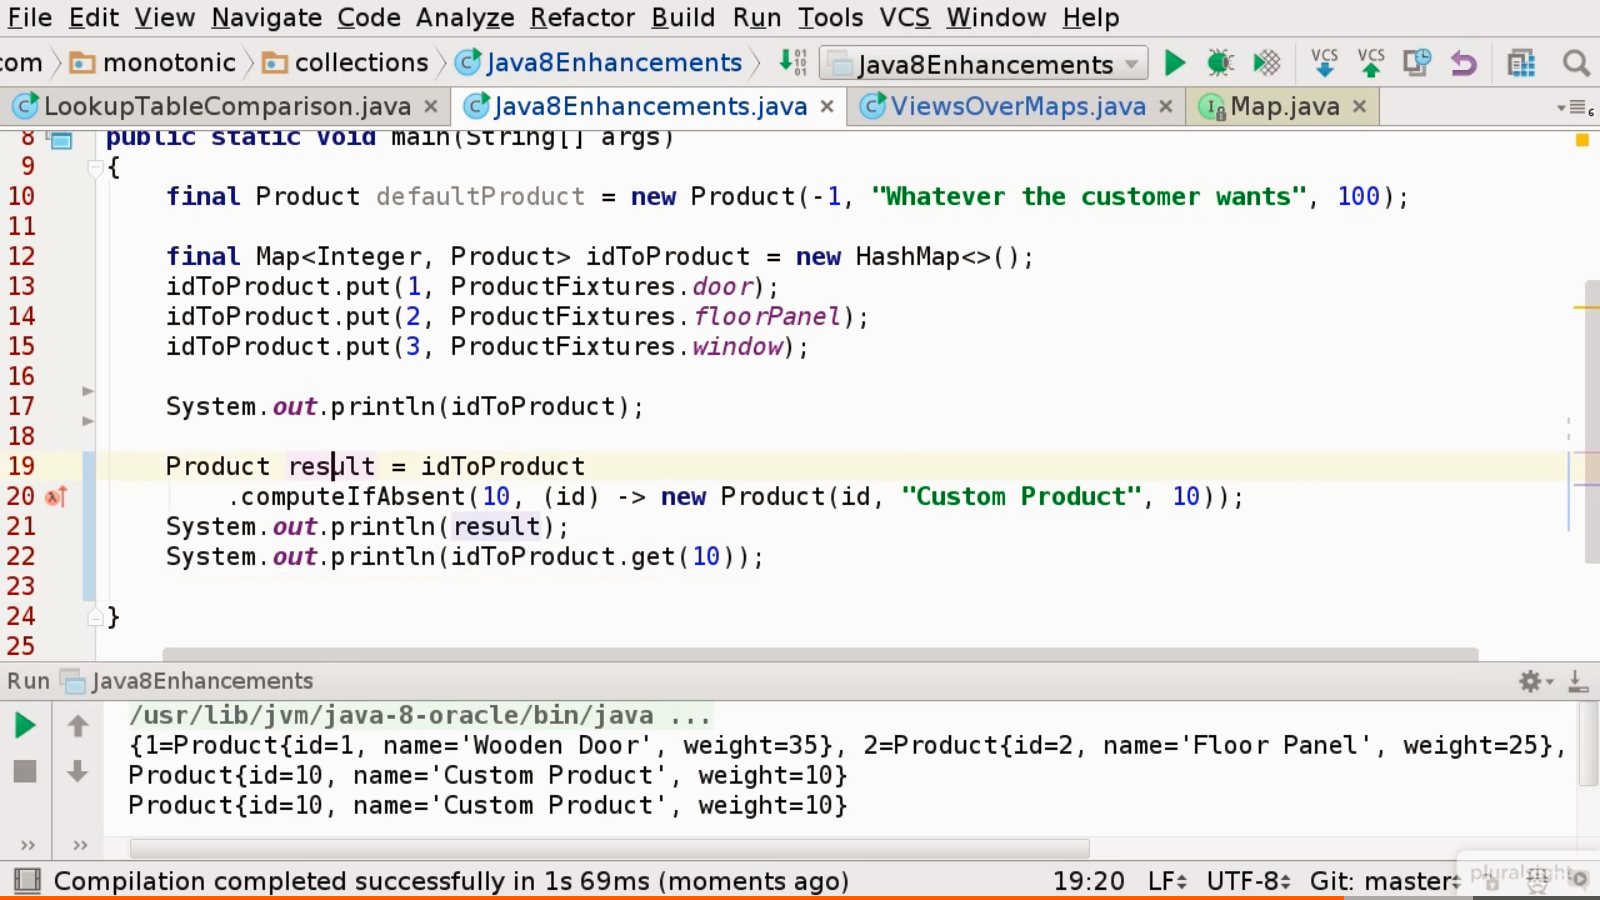 File Edit View Navigate Code Analyze Refactor Build Run Tools VCS Window Help
com monotonic collections Java8Enhancements Java8Enhancements VCS VCS
LookupTableComparison.java Java8Enhancements.java ViewsOverMaps.java Map.java 6
8 public static void main(String[] args)
9 {
10 final Product defaultProduct = new Product(-1, "Whatever the customer wants", 100);
11
12 final Map<Integer, Product> idToProduct = new HashMap<>();
13 idToProduct.put(1, ProductFixtures.door);
14 idToProduct.put(2, ProductFixtures.floorPanel);
15 idToProduct.put(3, ProductFixtures.window);
16
17 System.out.println(idToProduct);
18
19 Product result = idToProduct
20 .computeIfAbsent(10, (id) -> new Product(id, "Custom Product", 10));
21 System.out.println(result);
22 System.out.println(idToProduct.get(10));
23
24 }
25
Run Java8Enhancements
/usr/lib/jvm/java-8-oracle/bin/java ...
{1=Product{id=1, name='Wooden Door', weight=35}, 2=Product{id=2, name='Floor Panel', weight=25},
Product{id=10, name='Custom Product', weight=10}
Product{id=10, name='Custom Product', weight=10}
Compilation completed successfully in 1s 69ms (moments ago) 19:20 LF UTF-8 Git: master pluralsight